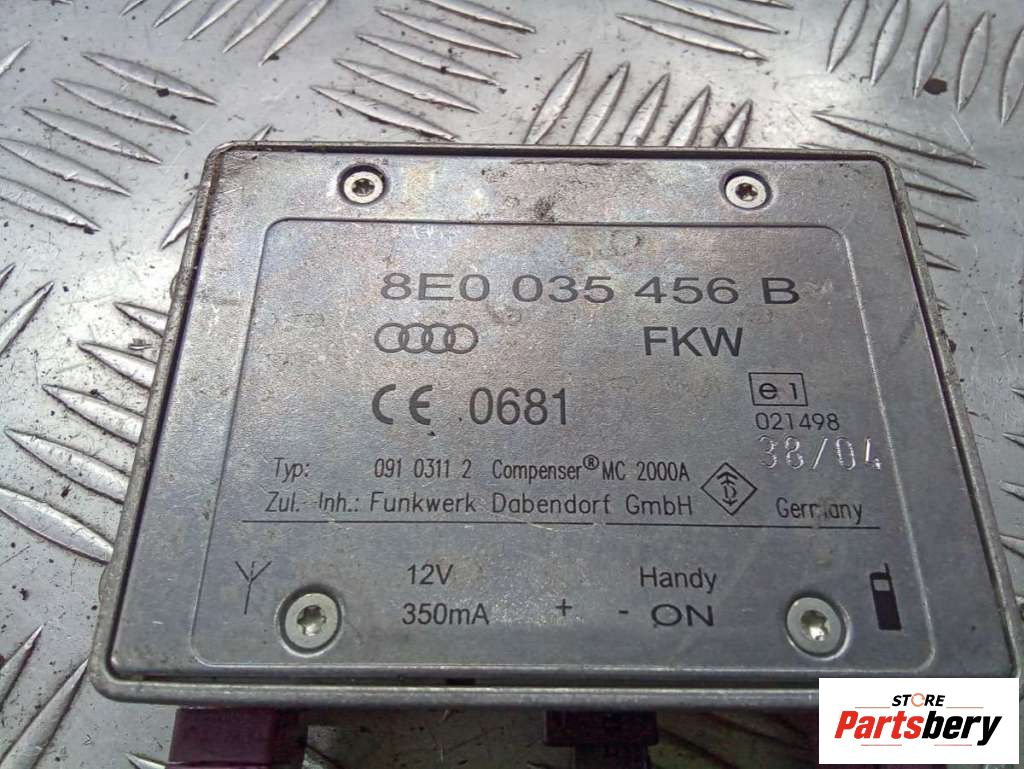 8E0 035 456 B
FKW
CE 0681
e1
021498
38/04
Typ: 091 0311 2 Compenser® MC 2000A
Zul.-Inh.: Funkwerk Dabendorf GmbH Germany
12V Handy
350mA + - ON
STORE
Partsbery